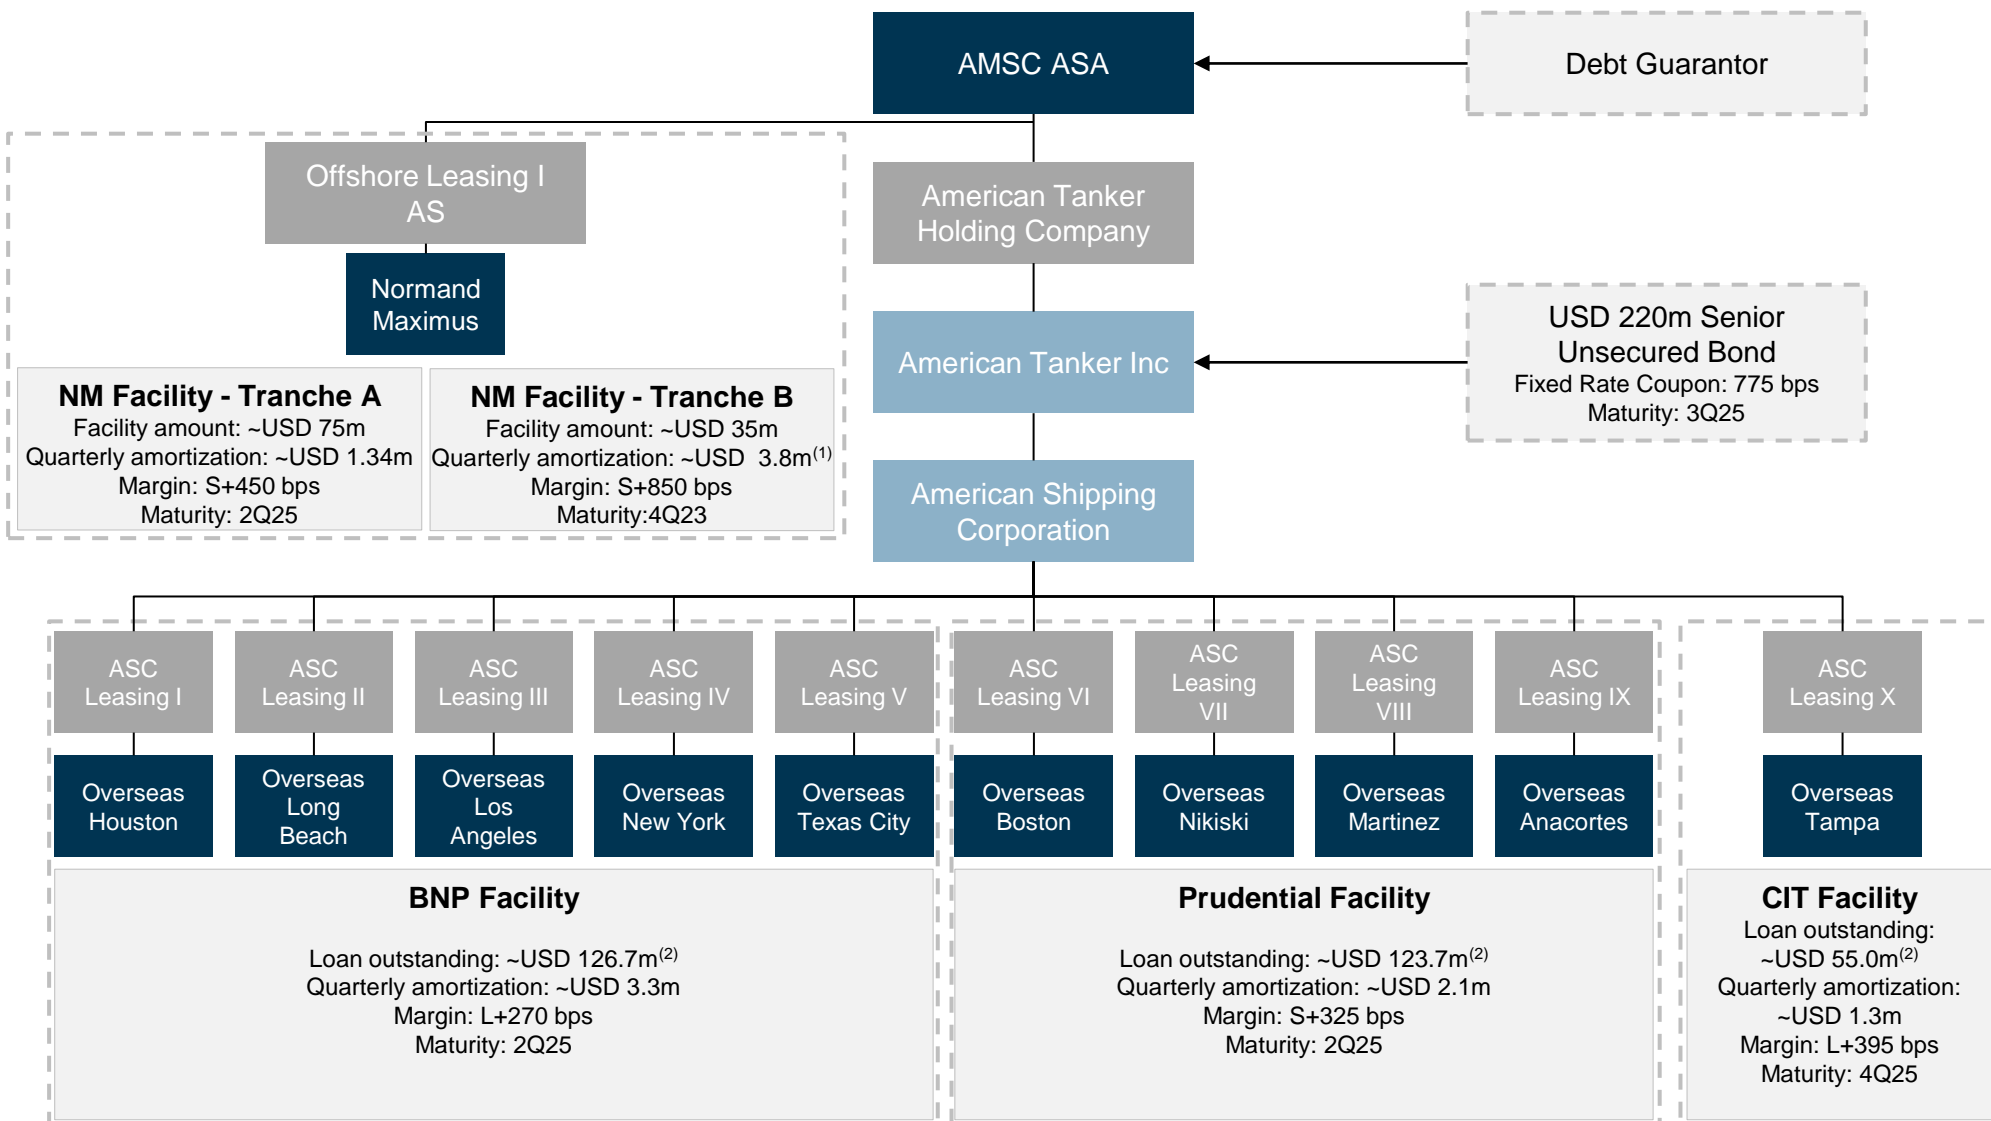 AMSC ASA
Debt Guarantor
Offshore Leasing I
AS
American Tanker
Holding Company
Normand
Maximus
American Tanker Inc
USD 220m Senior
Unsecured Bond
Fixed Rate Coupon: 775 bps
Maturity: 3Q25
NM Facility - Tranche A
Facility amount: ~USD 75m
Quarterly amortization: ~USD 1.34m
Margin: S+450 bps
Maturity: 2Q25
NM Facility - Tranche B
Facility amount: ~USD 35m
Quarterly amortization: ~USD 3.8m(1)
Margin: S+850 bps
Maturity:4Q23
American Shipping
Corporation
ASC
Leasing I
ASC
Leasing II
ASC
Leasing III
ASC
Leasing IV
ASC
Leasing V
ASC
Leasing VI
ASC
Leasing
VII
ASC
Leasing
VIII
ASC
Leasing IX
ASC
Leasing X
Overseas
Houston
Overseas
Long
Beach
Overseas
Los
Angeles
Overseas
New York
Overseas
Texas City
Overseas
Boston
Overseas
Nikiski
Overseas
Martinez
Overseas
Anacortes
Overseas
Tampa
BNP Facility
Loan outstanding: ~USD 126.7m(2)
Quarterly amortization: ~USD 3.3m
Margin: L+270 bps
Maturity: 2Q25
Prudential Facility
Loan outstanding: ~USD 123.7m(2)
Quarterly amortization: ~USD 2.1m
Margin: S+325 bps
Maturity: 2Q25
CIT Facility
Loan outstanding:
~USD 55.0m(2)
Quarterly amortization:
~USD 1.3m
Margin: L+395 bps
Maturity: 4Q25